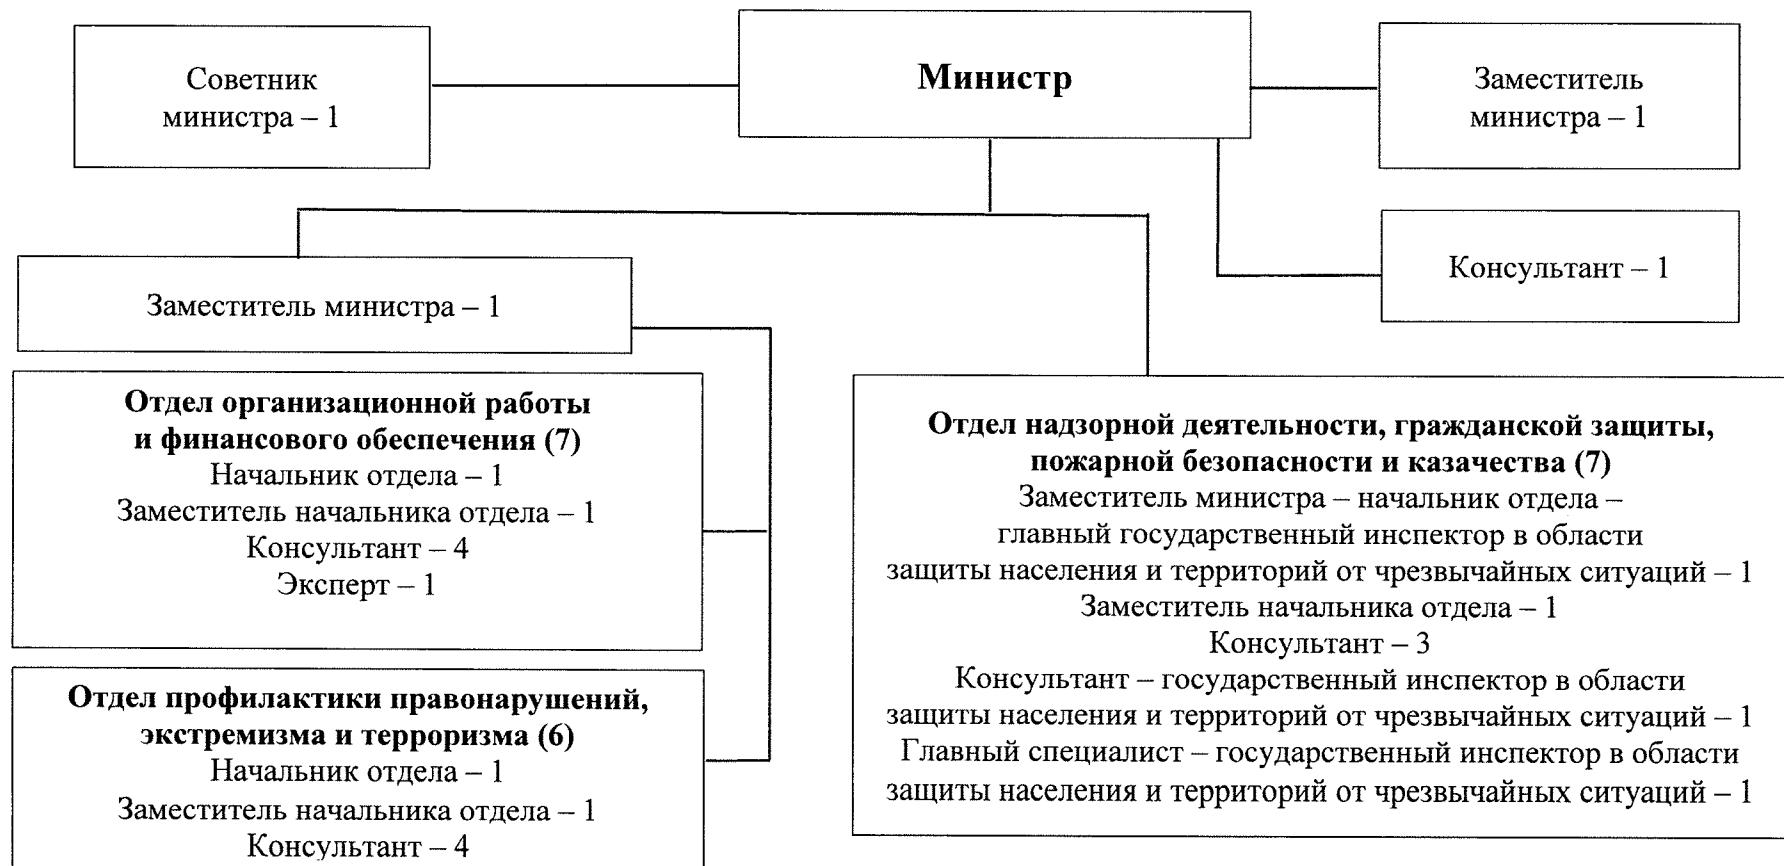 Советник
министра – 1
Министр
Заместитель
министра – 1
Консультант – 1
Заместитель министра – 1
Отдел организационной работы
и финансового обеспечения (7)
Начальник отдела – 1
Заместитель начальника отдела – 1
Консультант – 4
Эксперт – 1
Отдел профилактики правонарушений,
экстремизма и терроризма (6)
Начальник отдела – 1
Заместитель начальника отдела – 1
Консультант – 4
Отдел надзорной деятельности, гражданской защиты,
пожарной безопасности и казачества (7)
Заместитель министра – начальник отдела –
главный государственный инспектор в области
защиты населения и территорий от чрезвычайных ситуаций – 1
Заместитель начальника отдела – 1
Консультант – 3
Консультант – государственный инспектор в области
защиты населения и территорий от чрезвычайных ситуаций – 1
Главный специалист – государственный инспектор в области
защиты населения и территорий от чрезвычайных ситуаций – 1